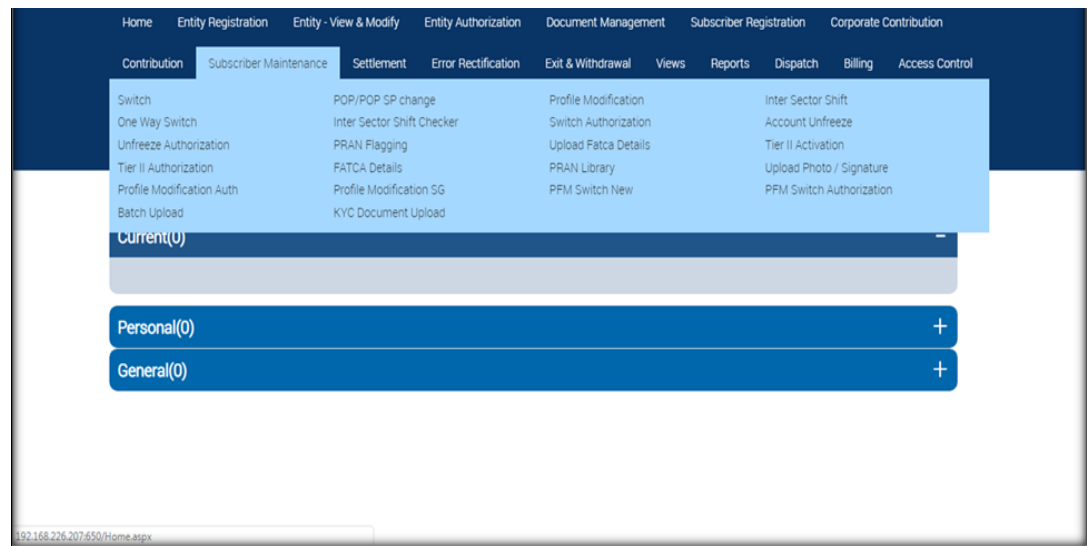 Home Entity Registration Entity - View & Modify Entity Authorization Document Management Subscriber Registration Corporate Contribution
Contribution Subscriber Maintenance Settlement Error Rectification Exit & Withdrawal Views Reports Dispatch Billing Access Control
Switch POP/POP SP change Profile Modification Inter Sector Shift
One Way Switch Inter Sector Shift Checker Switch Authorization Account Unfreeze
Unfreeze Authorization PRAN Flagging Upload Fatca Details Tier II Activation
Tier II Authorization FATCA Details PRAN Library Upload Photo / Signature
Profile Modification Auth Profile Modification SG PFM Switch New PFM Switch Authorization
Batch Upload KYC Document Upload
Current(0) –
Personal(0) +
General(0) +
192.168.226.207:650/Home.aspx